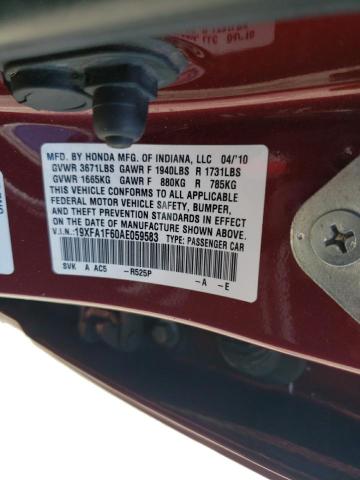 MFD. BY HONDA MFG. OF INDIANA, LLC 04/'10
GVWR 3671LBS GAWR F 1940LBS R 1731LBS
GVWR 1665KG GAWR F 880KG R 785KG
THIS VEHICLE CONFORMS TO ALL APPLICABLE
FEDERAL MOTOR VEHICLE SAFETY, BUMPER,
AND THEFT PREVENTION STANDARDS IN EFFECT
ON THE DATE OF MANUFACTURE SHOWN ABOVE.
V.I.N.:19XFA1F60AE059583 TYPE: PASSENGER CAR
SVK A AC5 - R525P - A - E